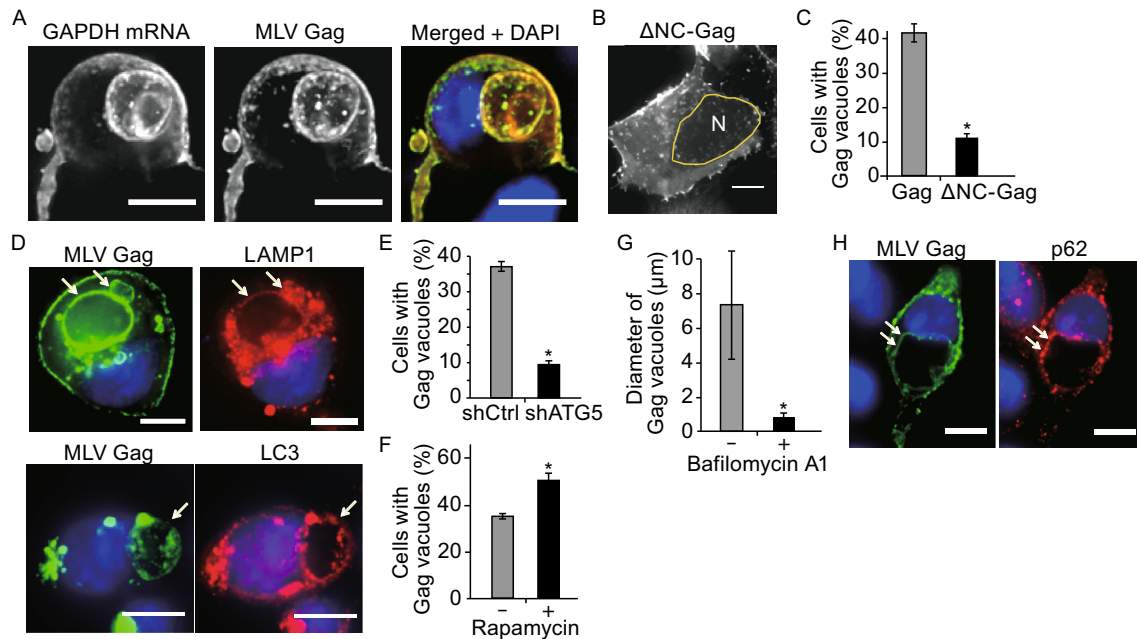 A
GAPDH mRNA
MLV Gag
Merged + DAPI
B
ΔNC-Gag
N
C
Cells with
Gag vacuoles (%)
40
30
20
10
0
*
Gag
ΔNC-Gag
D
MLV Gag
LAMP1
MLV Gag
LC3
E
Cells with
Gag vacuoles (%)
40
30
20
10
0
*
shCtrl
shATG5
F
Cells with
Gag vacuoles (%)
60
40
20
0
*
−
+
Rapamycin
G
Diameter of
Gag vacuoles (µm)
10
8
6
4
2
0
*
−
+
Bafilomycin A1
H
MLV Gag
p62